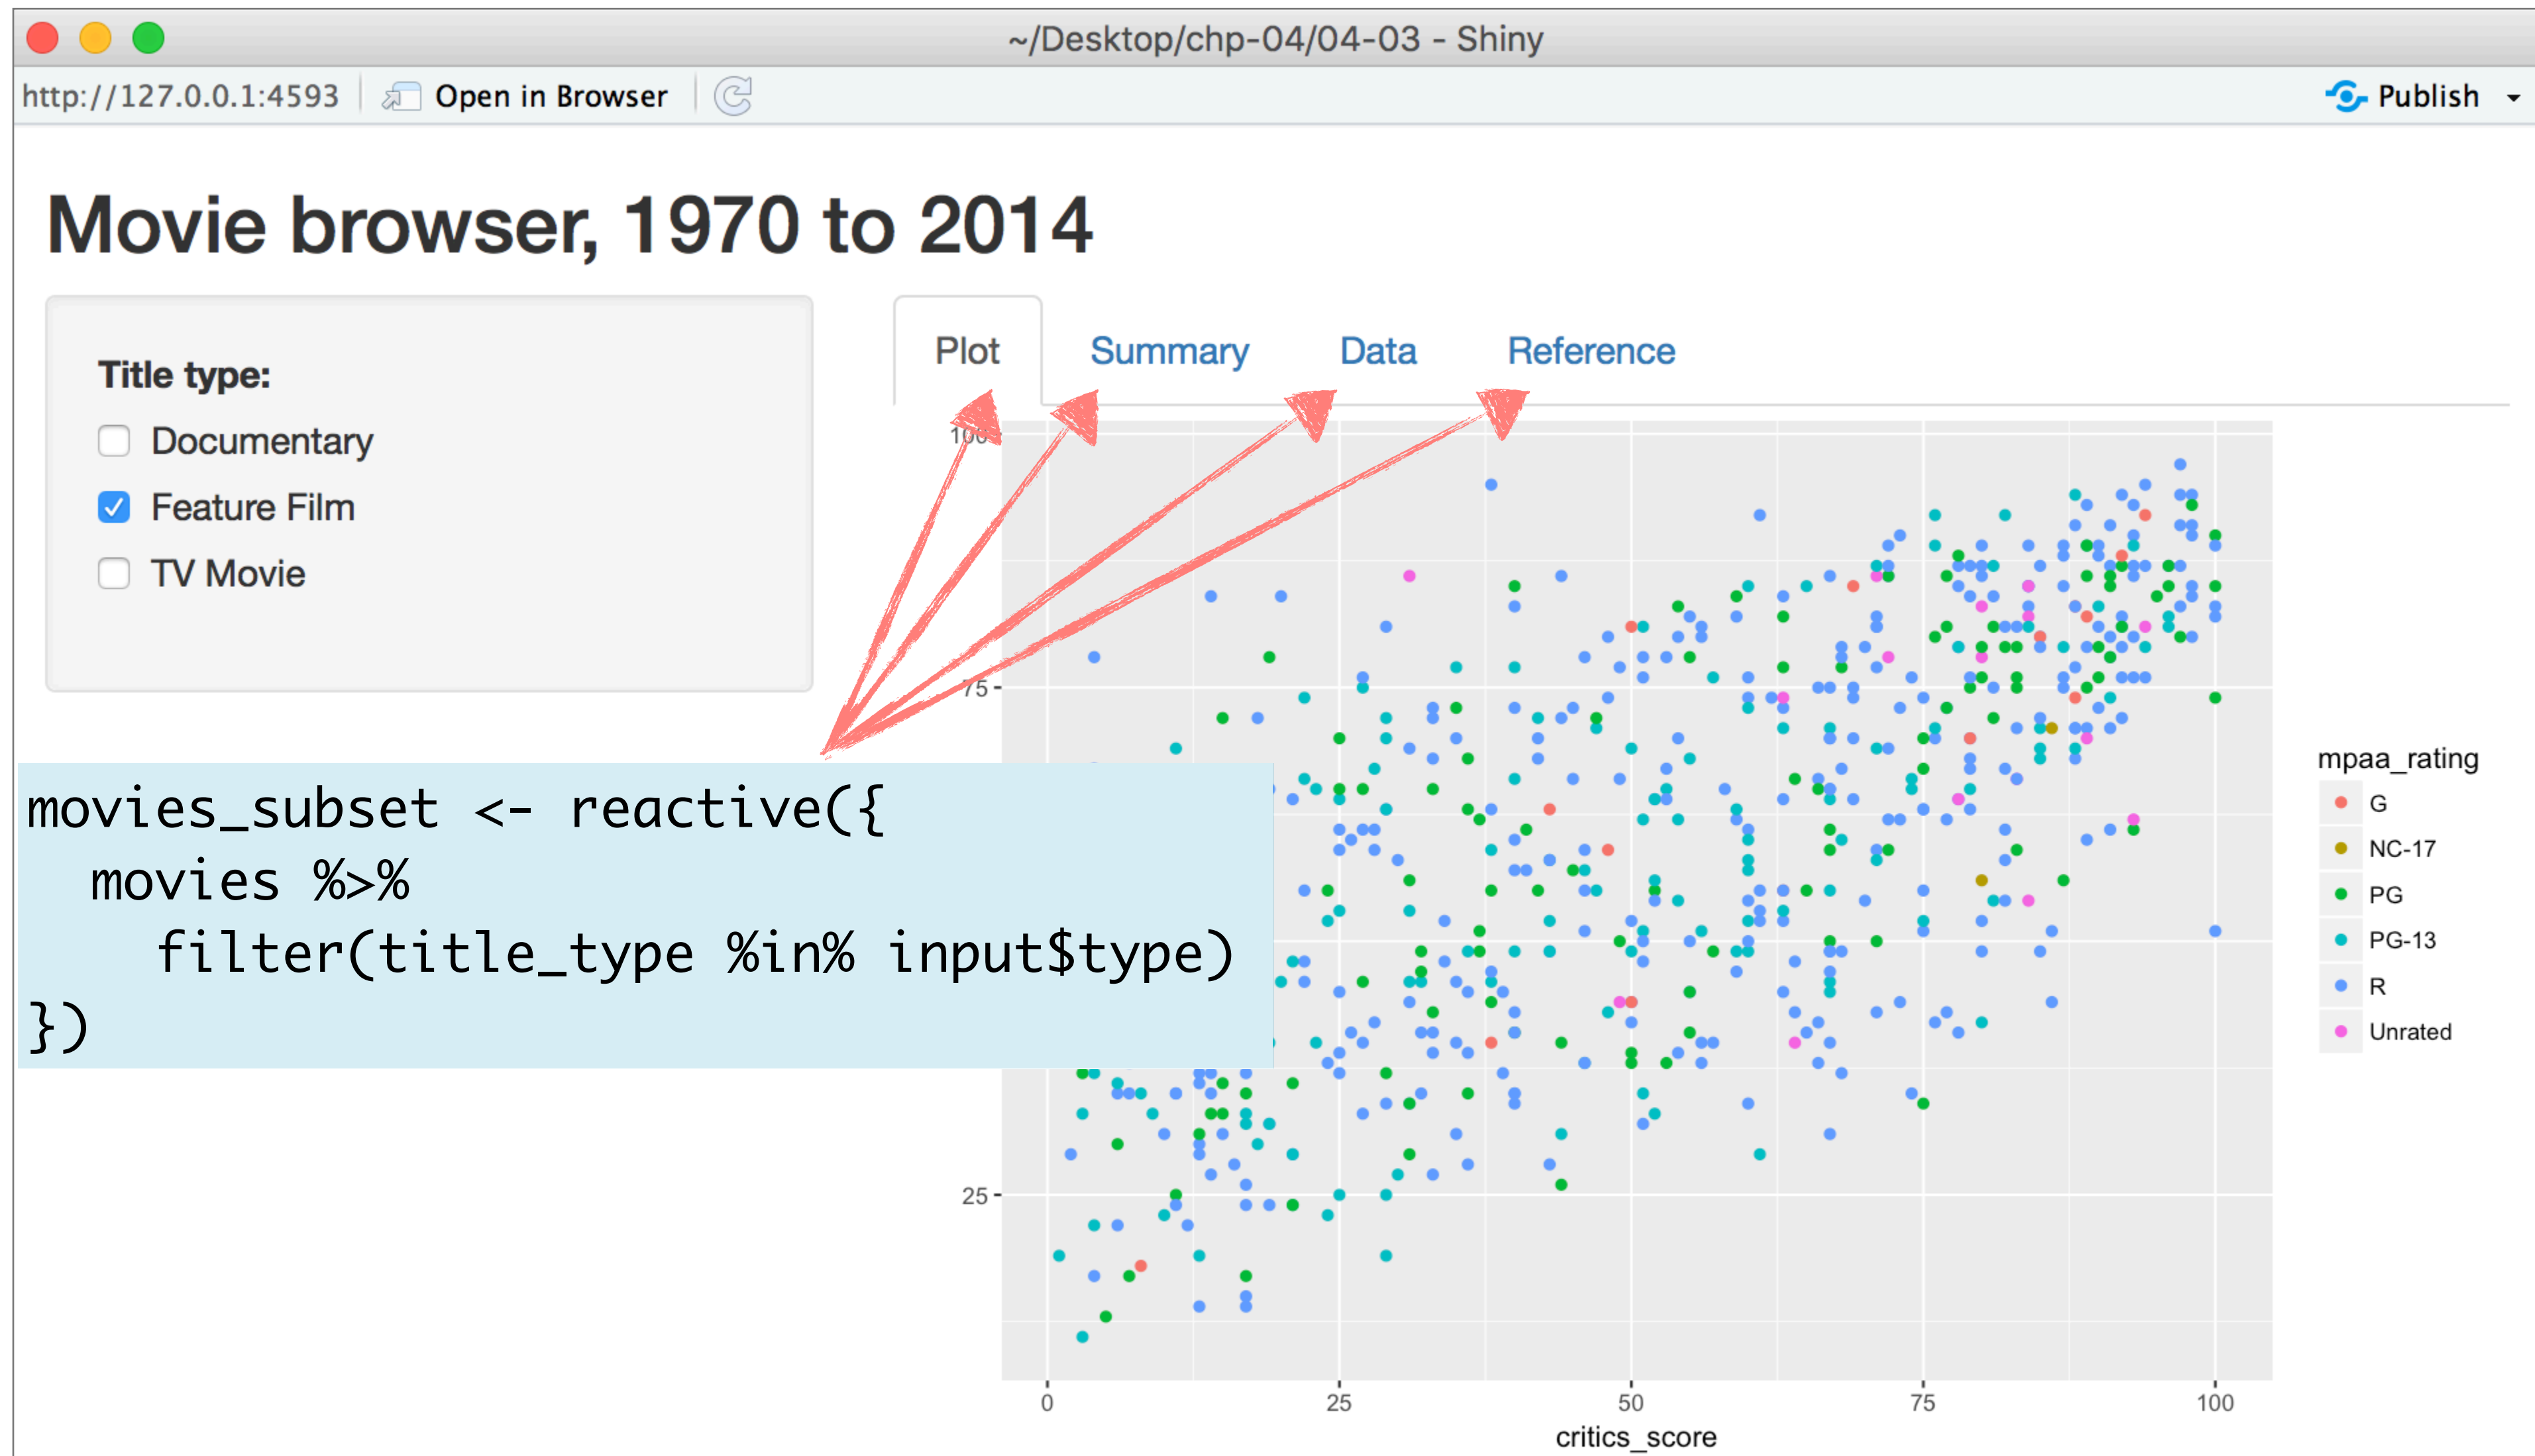 ~/Desktop/chp-04/04-03 - Shiny
http://127.0.0.1:4593 Open in Browser Publish
Movie browser, 1970 to 2014
Title type:
Documentary
Feature Film
TV Movie
Plot Summary Data Reference
movies_subset <- reactive({
  movies %>%
    filter(title_type %in% input$type)
})
100
75
25
0 25 50 75 100
critics_score
mpaa_rating
G
NC-17
PG
PG-13
R
Unrated